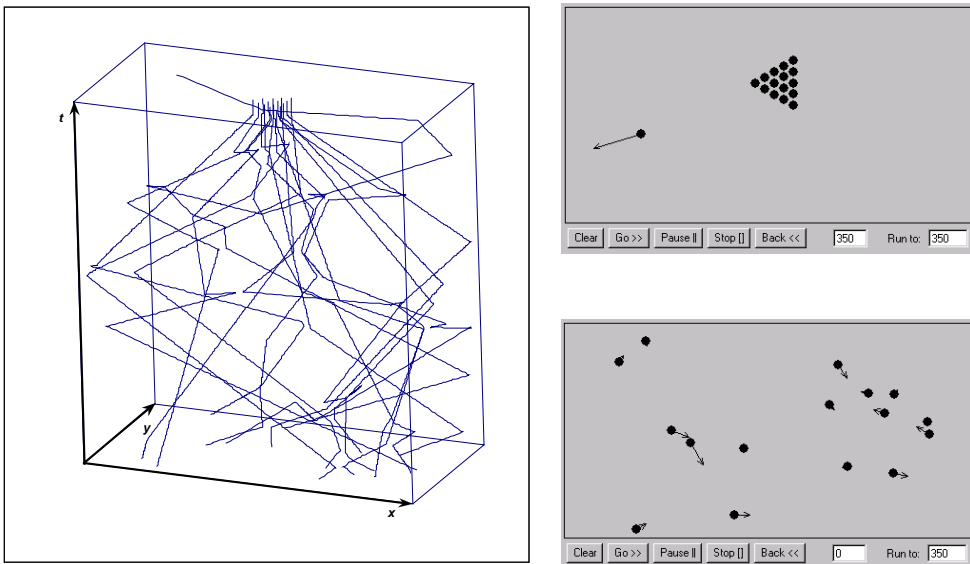 t
y
x
Clear Go >> Pause || Stop [] Back << 350 Run to: 350
Clear Go >> Pause || Stop [] Back << 0 Run to: 350